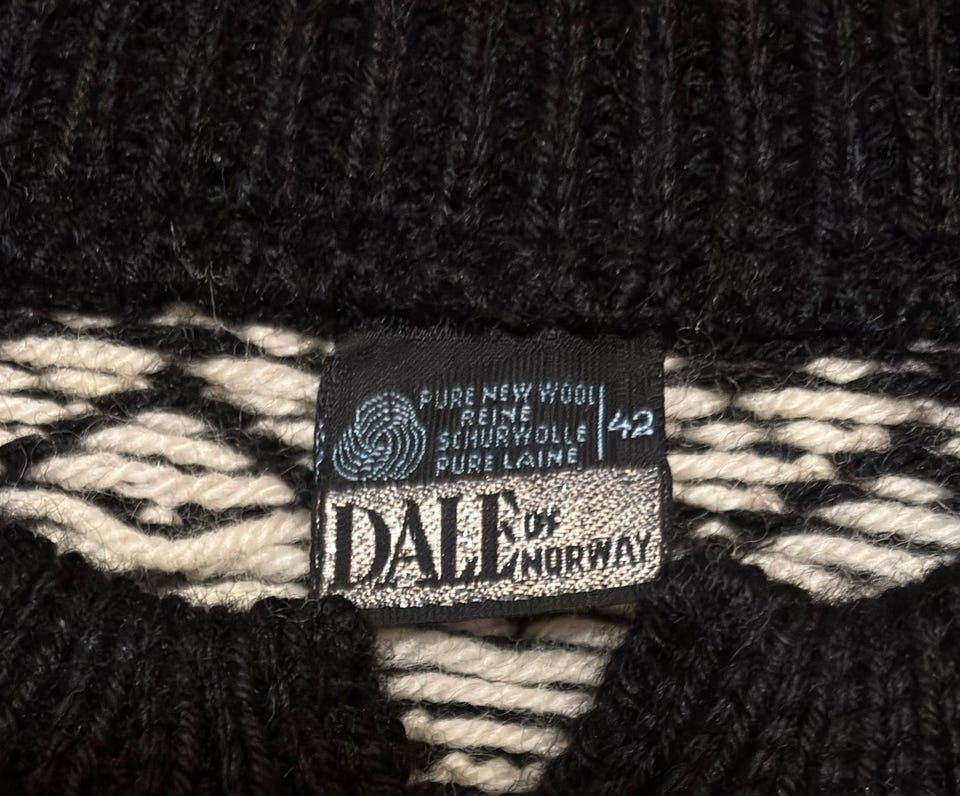 PURE NEW WOOL
REINE
SCHURWOLLE
PURE LAINE
42
DALE OF
NORWAY